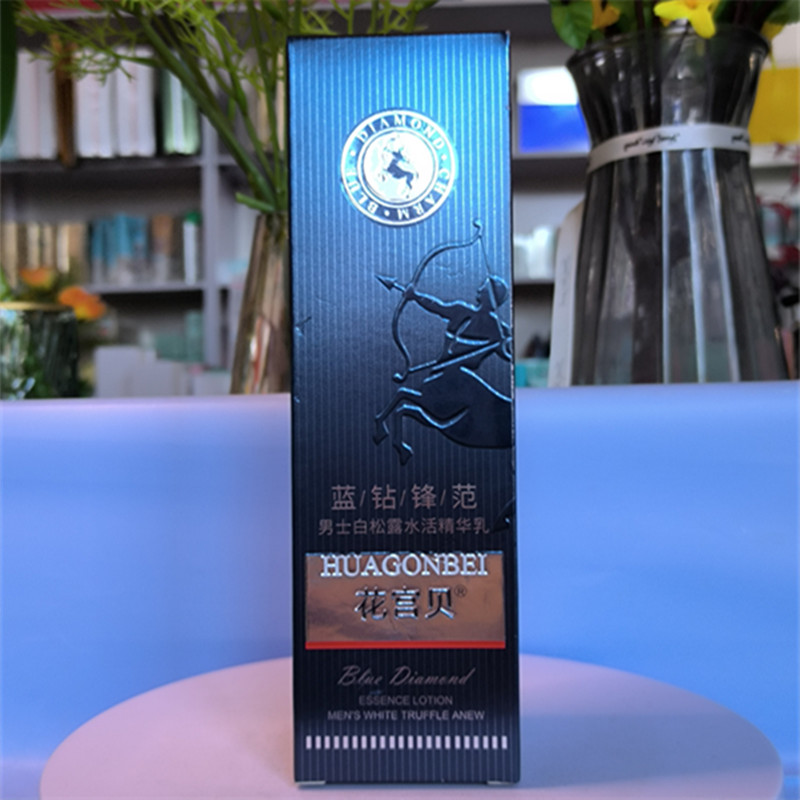 BLUE · DIAMOND · CHARM ·
蓝/钻/锋/范
男士白松露水活精华乳
HUAGONBEI
花宫贝®
Blue Diamond
ESSENCE LOTION
MEN'S WHITE TRUFFLE ANEW